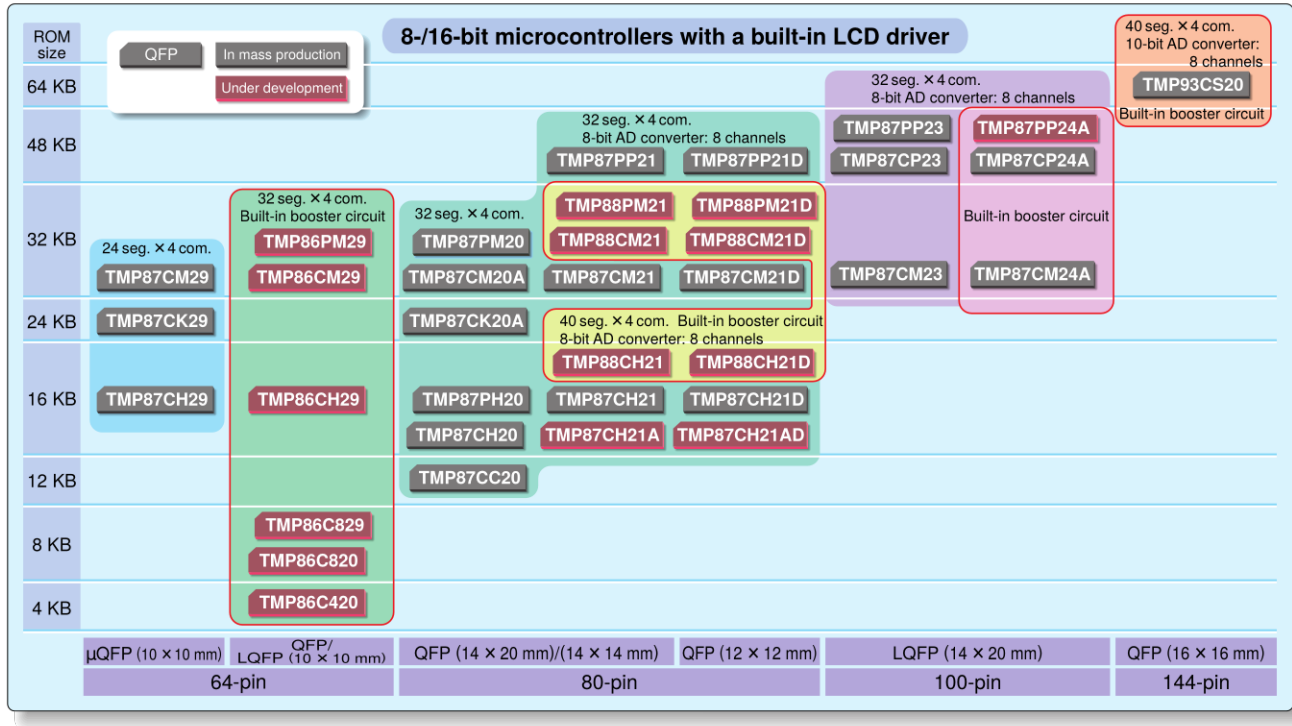 8-/16-bit microcontrollers with a built-in LCD driver
ROM
size
QFP
In mass production
Under development
40 seg. × 4 com.
10-bit AD converter:
8 channels
TMP93CS20
Built-in booster circuit
64 KB
32 seg. × 4 com.
8-bit AD converter: 8 channels
48 KB
32 seg. × 4 com.
8-bit AD converter: 8 channels
TMP87PP21 TMP87PP21D
TMP87PP23 TMP87PP24A
TMP87CP23 TMP87CP24A
Built-in booster circuit
32 KB
24 seg. × 4 com.
TMP87CM29
32 seg. × 4 com.
Built-in booster circuit
TMP86PM29
TMP86CM29
32 seg. × 4 com.
TMP87PM20
TMP87CM20A
TMP88PM21 TMP88PM21D
TMP88CM21 TMP88CM21D
TMP87CM21 TMP87CM21D
TMP87CM23 TMP87CM24A
24 KB
TMP87CK29
TMP87CK20A
40 seg. × 4 com. Built-in booster circuit
8-bit AD converter: 8 channels
TMP88CH21 TMP88CH21D
16 KB
TMP87CH29
TMP86CH29
TMP87PH20 TMP87CH21 TMP87CH21D
TMP87CH20 TMP87CH21A TMP87CH21AD
12 KB
TMP87CC20
8 KB
TMP86C829
TMP86C820
4 KB
TMP86C420
µQFP (10 × 10 mm)
QFP/
LQFP (10 × 10 mm)
QFP (14 × 20 mm)/(14 × 14 mm)
QFP (12 × 12 mm)
LQFP (14 × 20 mm)
QFP (16 × 16 mm)
64-pin
80-pin
100-pin
144-pin